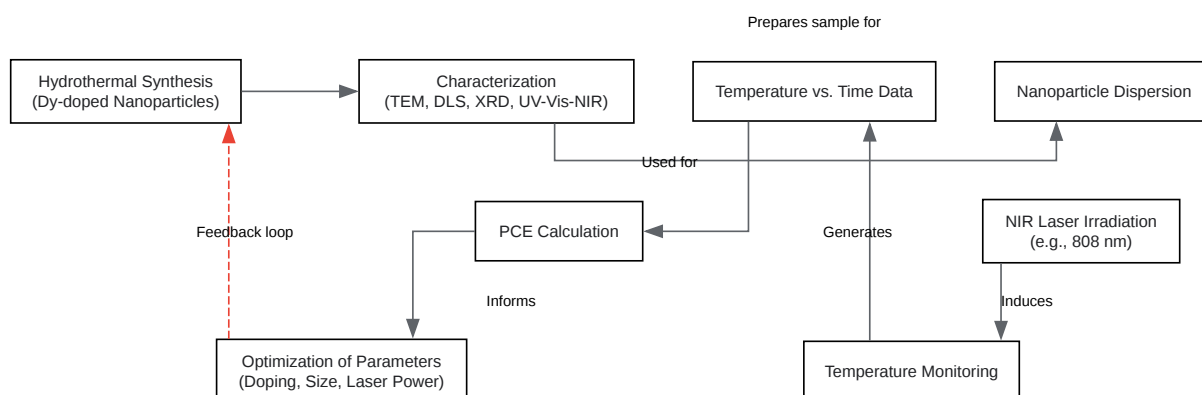 Prepares sample for
Hydrothermal Synthesis
(Dy-doped Nanoparticles)
Characterization
(TEM, DLS, XRD, UV-Vis-NIR)
Temperature vs. Time Data
Nanoparticle Dispersion
Used for
Feedback loop
PCE Calculation
Generates
NIR Laser Irradiation
(e.g., 808 nm)
Informs
Induces
Optimization of Parameters
(Doping, Size, Laser Power)
Temperature Monitoring